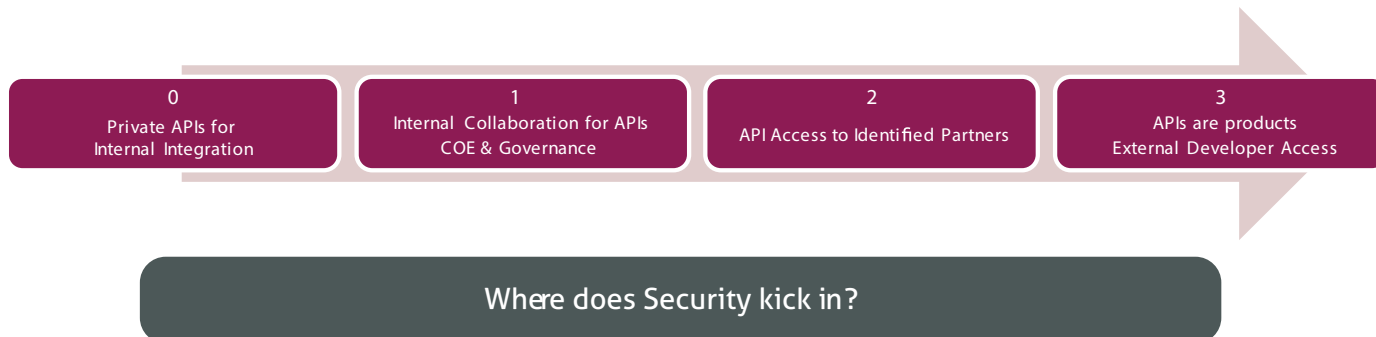 0
Private APIs for
Internal Integration
1
Internal Collaboration for APIs
COE & Governance
2
API Access to Identified Partners
3
APIs are products
External Developer Access
Where does Security kick in?